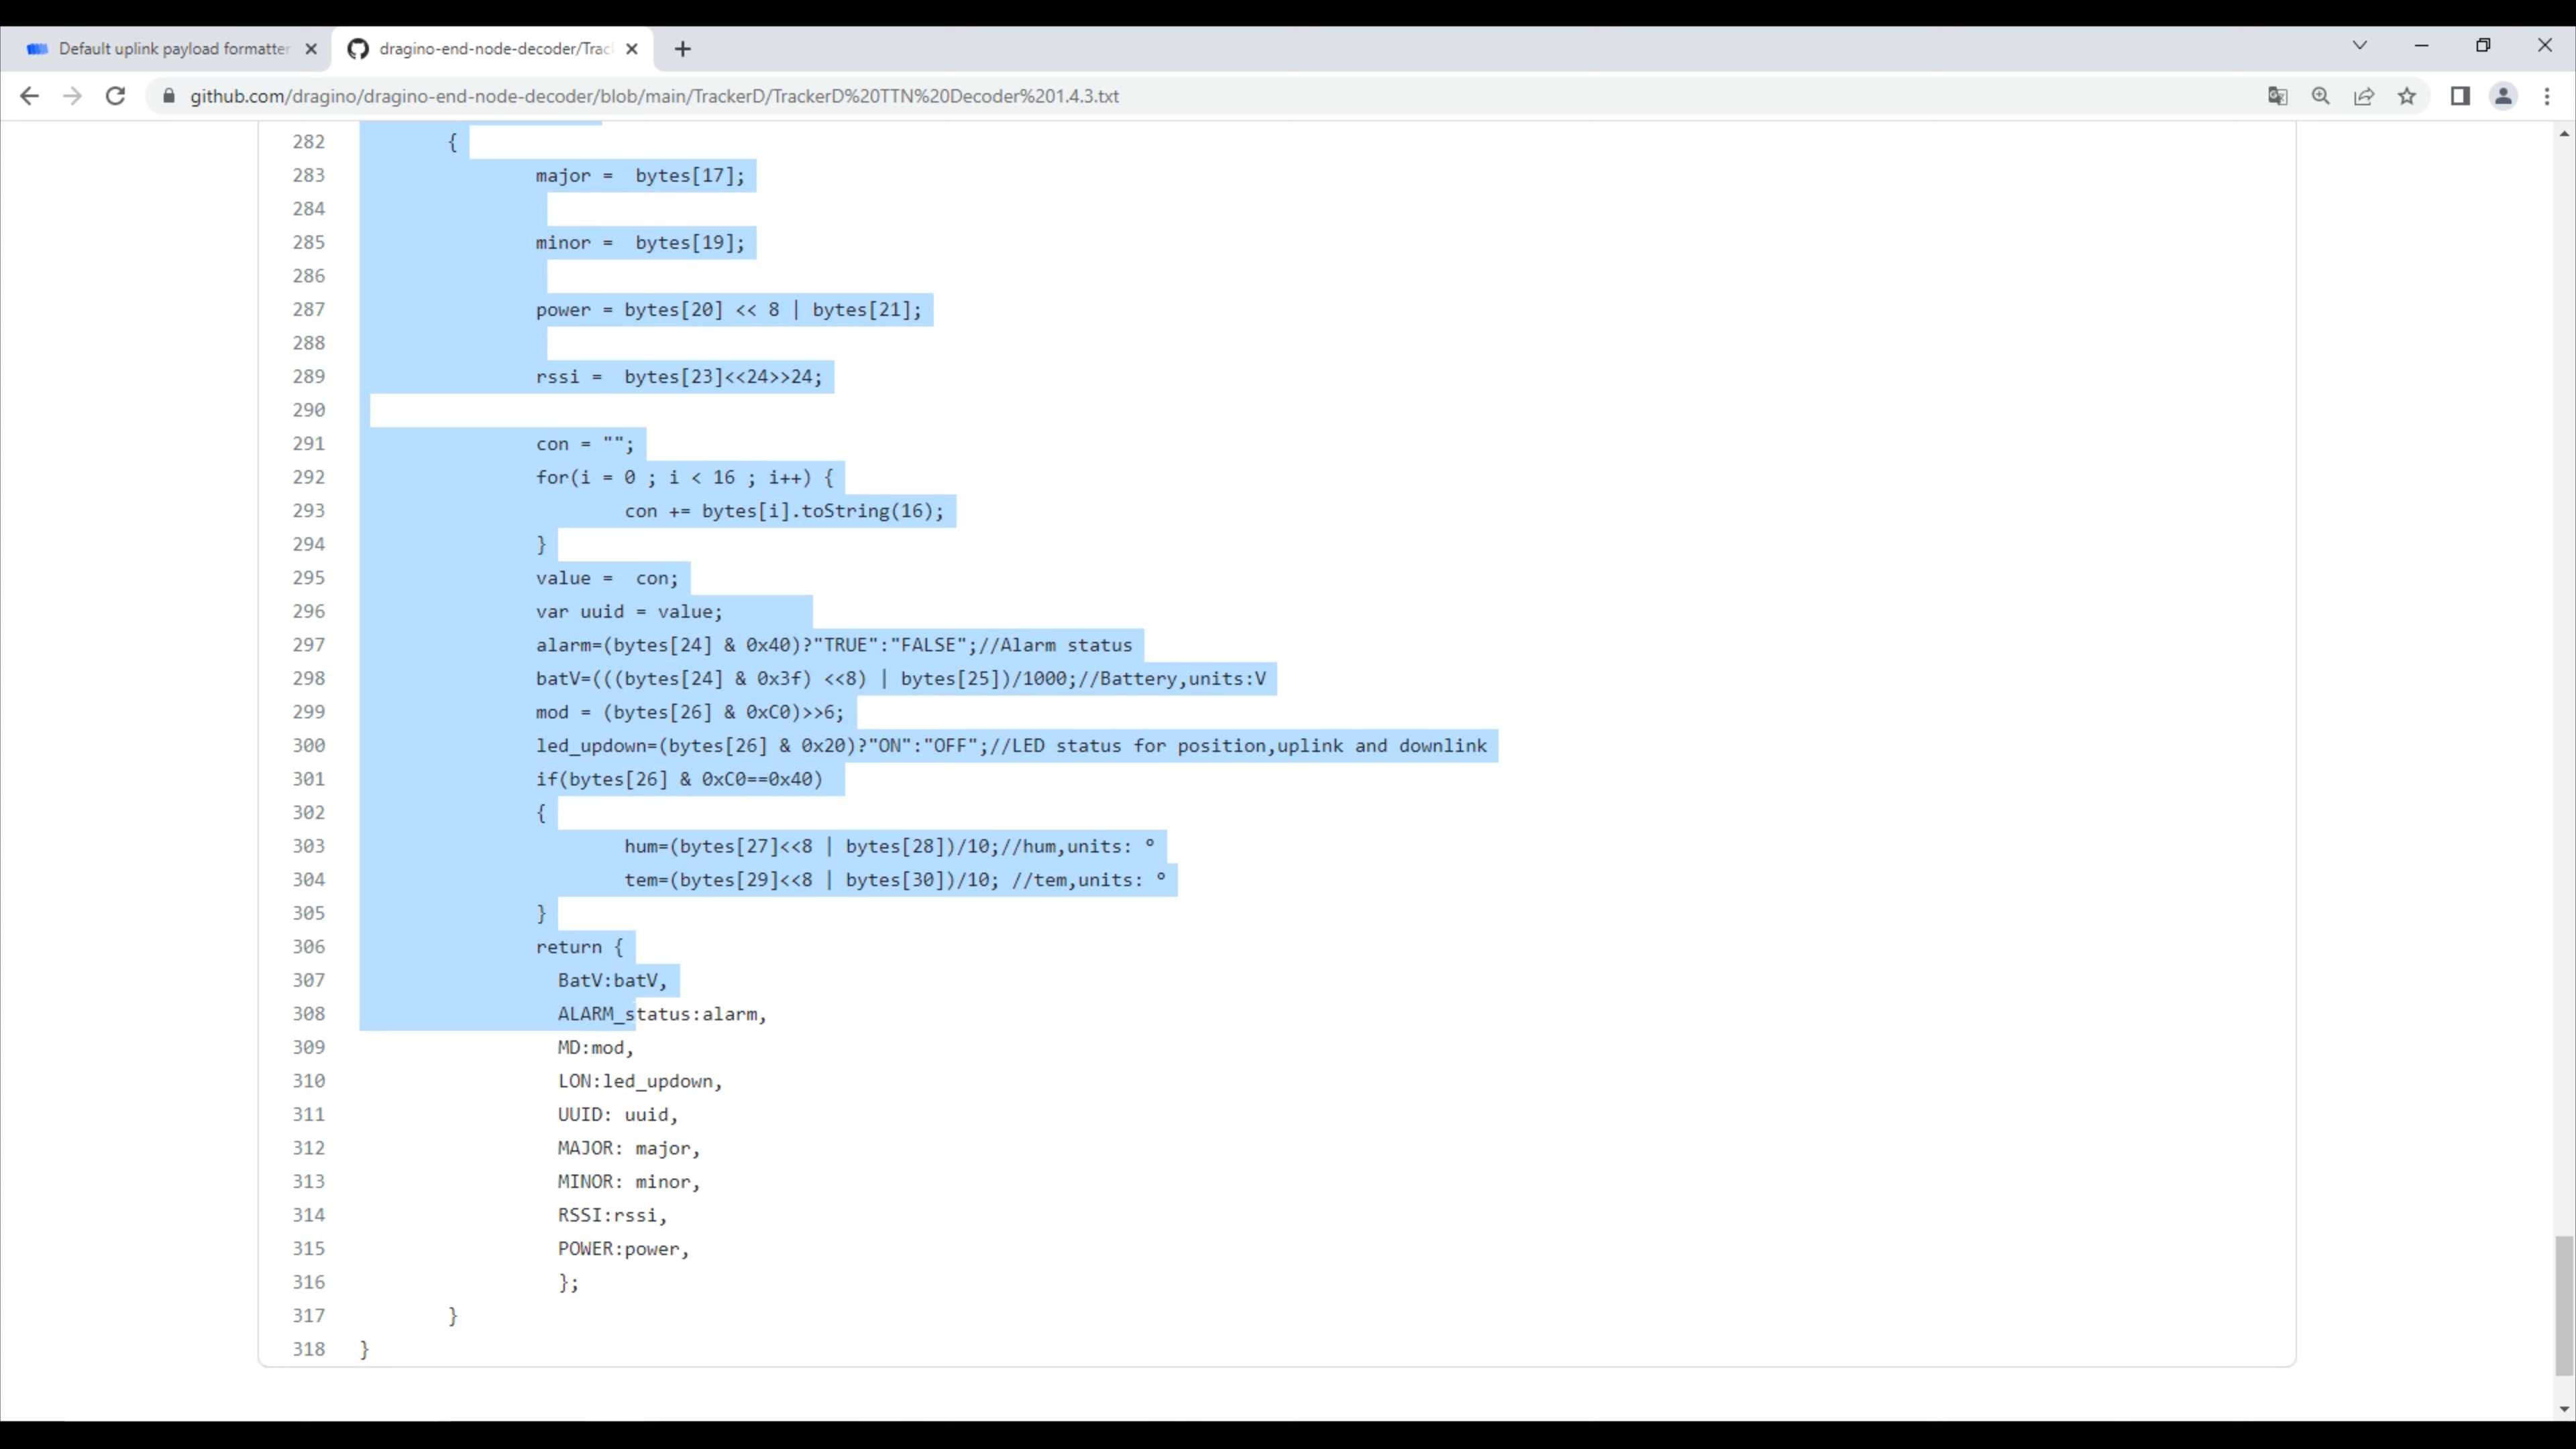 Default uplink payload formatter
dragino-end-node-decoder/Trac
github.com/dragino/dragino-end-node-decoder/blob/main/TrackerD/TrackerD%20TTN%20Decoder%201.4.3.txt
282 {
283 major =  bytes[17];
284
285 minor =  bytes[19];
286
287 power = bytes[20] << 8 | bytes[21];
288
289 rssi =  bytes[23]<<24>>24;
290
291 con = "";
292 for(i = 0 ; i < 16 ; i++) {
293 con += bytes[i].toString(16);
294 }
295 value =  con;
296 var uuid = value;
297 alarm=(bytes[24] & 0x40)?"TRUE":"FALSE";//Alarm status
298 batV=(((bytes[24] & 0x3f) <<8) | bytes[25])/1000;//Battery,units:V
299 mod = (bytes[26] & 0xC0)>>6;
300 led_updown=(bytes[26] & 0x20)?"ON":"OFF";//LED status for position,uplink and downlink
301 if(bytes[26] & 0xC0==0x40)
302 {
303 hum=(bytes[27]<<8 | bytes[28])/10;//hum,units: °
304 tem=(bytes[29]<<8 | bytes[30])/10; //tem,units: °
305 }
306 return {
307 BatV:batV,
308 ALARM_status:alarm,
309 MD:mod,
310 LON:led_updown,
311 UUID: uuid,
312 MAJOR: major,
313 MINOR: minor,
314 RSSI:rssi,
315 POWER:power,
316 };
317 }
318 }